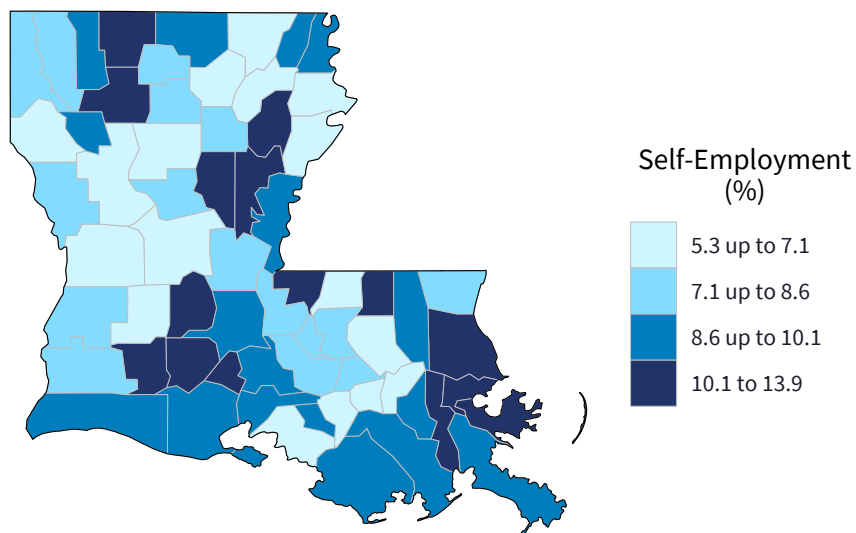 Self-Employment
(%)
5.3 up to 7.1
7.1 up to 8.6
8.6 up to 10.1
10.1 to 13.9